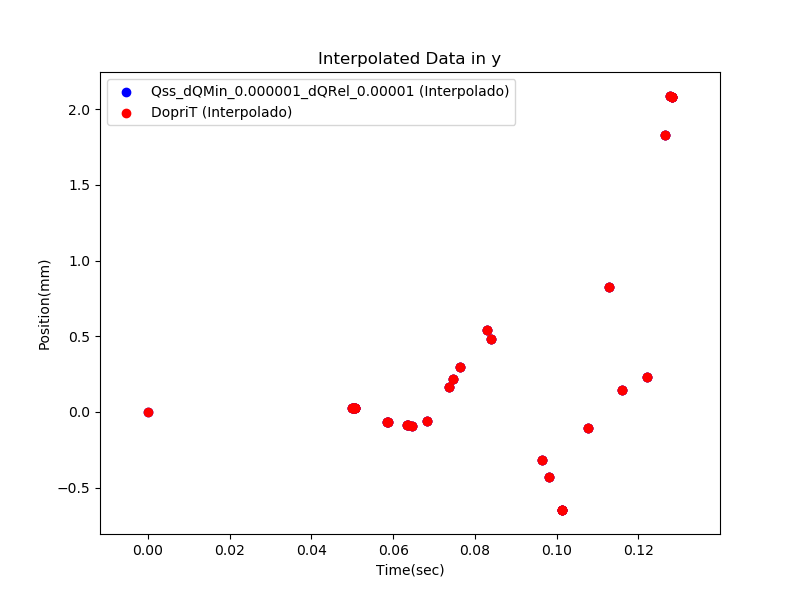 Interpolated Data in y
Qss_dQMin_0.000001_dQRel_0.00001 (Interpolado)
DopriT (Interpolado)
2.0
1.5
1.0
0.5
0.0
−0.5
Position(mm)
0.00 0.02 0.04 0.06 0.08 0.10 0.12
Time(sec)